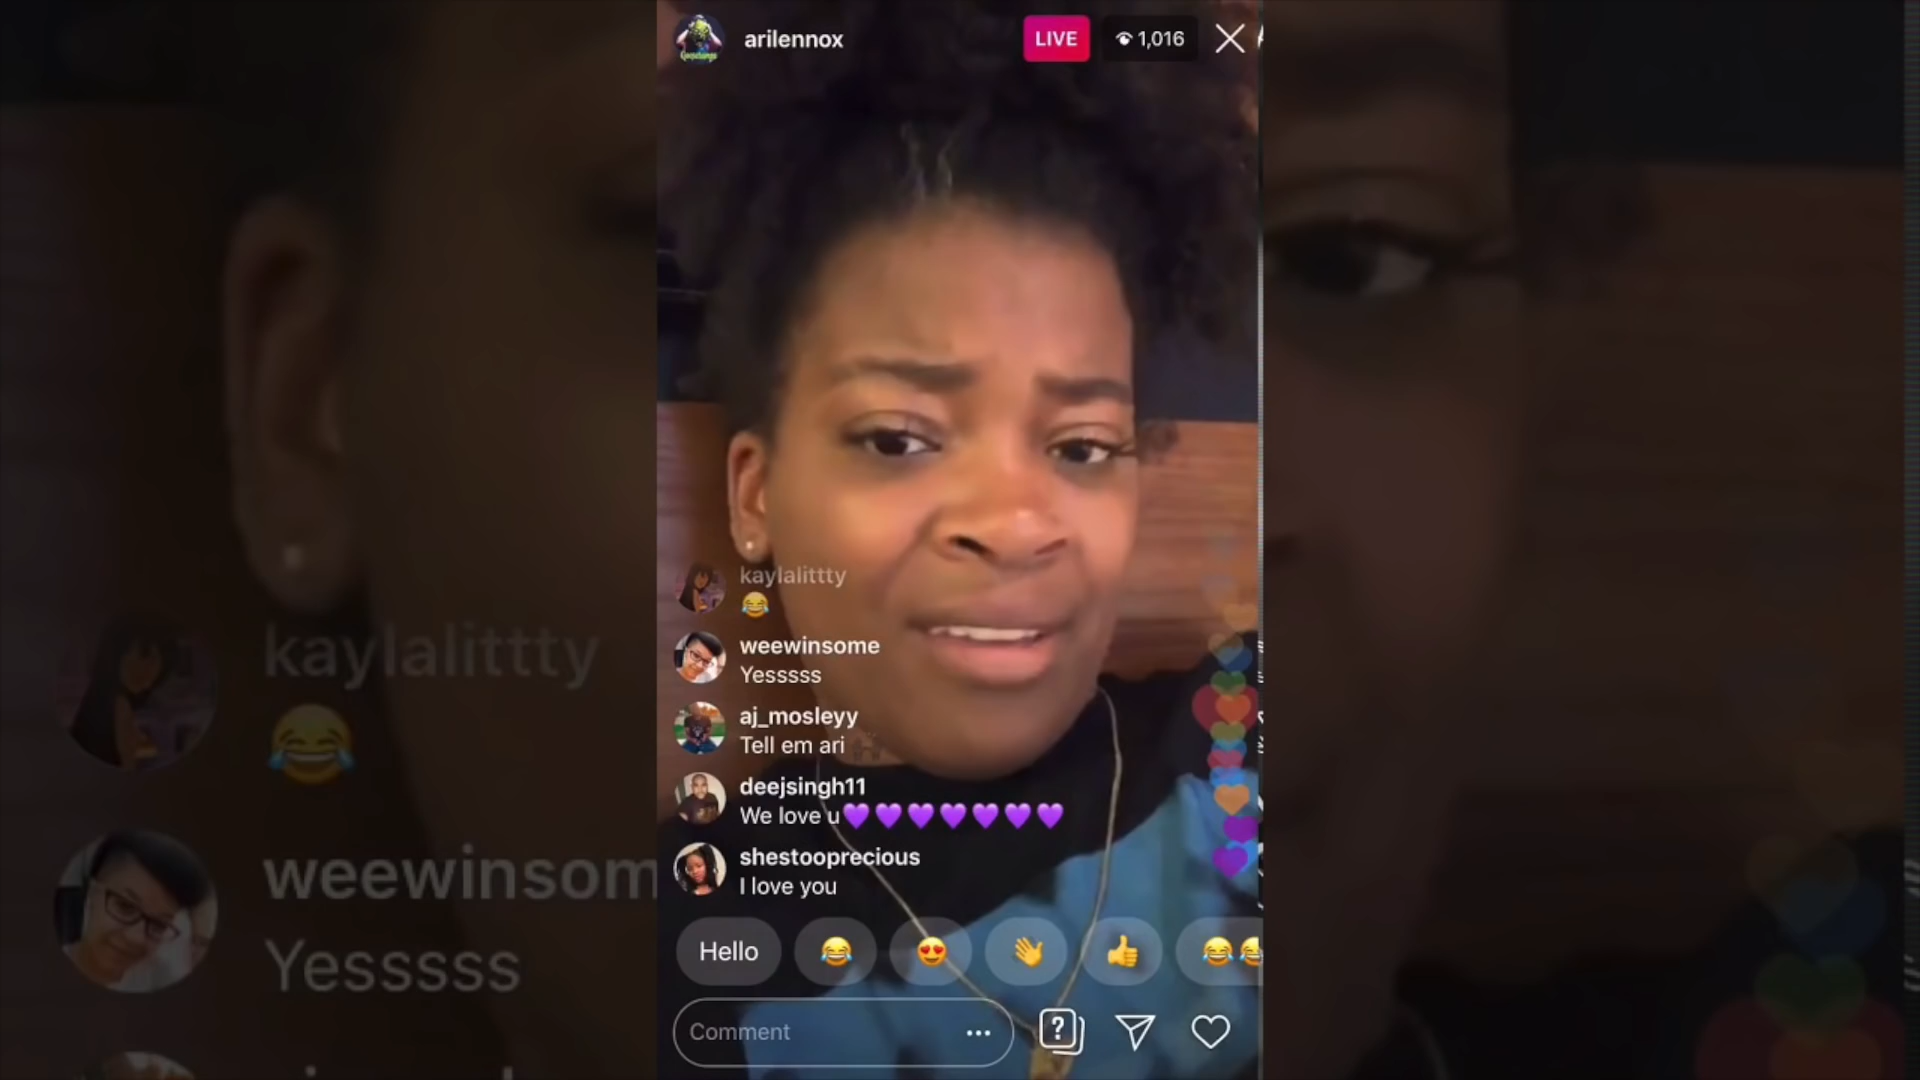 arilennox
LIVE
1,016
kaylalittty
😂
weewinsome
Yesssss
aj_mosleyy
Tell em ari
deejsingh11
We love u💜💜💜💜💜💜💜
shestooprecious
I love you
Hello
😂
😍
👋
👍
😂😂
Comment
kaylalittty
😂
weewinsom
Yesssss